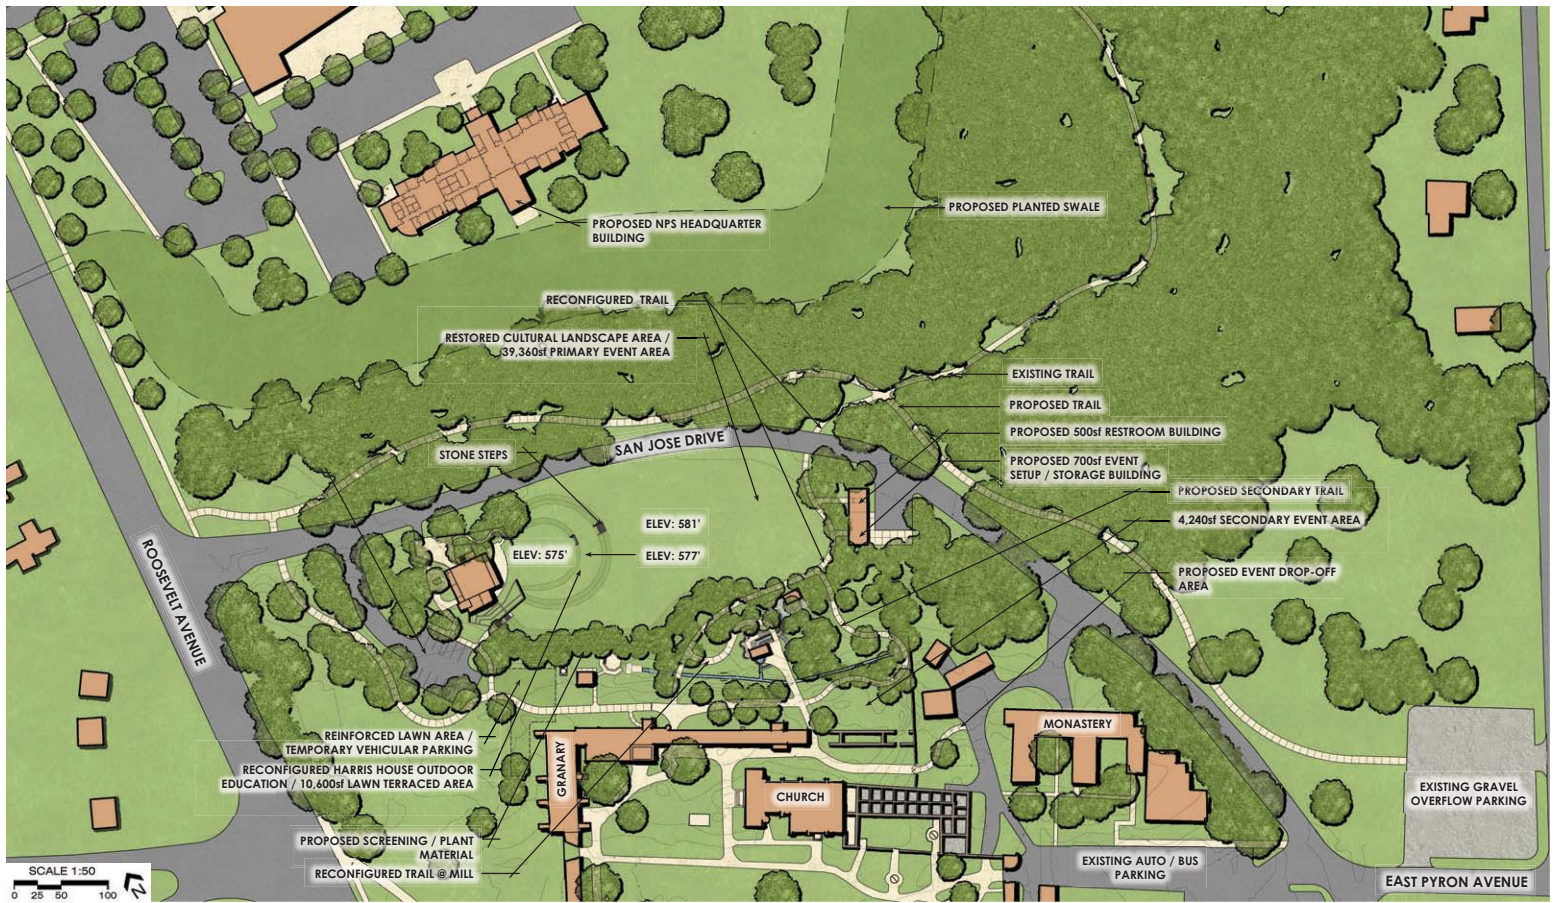 PROPOSED PLANTED SWALE
PROPOSED NPS HEADQUARTER
BUILDING
RECONFIGURED TRAIL
RESTORED CULTURAL LANDSCAPE AREA /
39,360sf PRIMARY EVENT AREA
EXISTING TRAIL
PROPOSED TRAIL
PROPOSED 500sf RESTROOM BUILDING
SAN JOSE DRIVE
STONE STEPS
PROPOSED 700sf EVENT
SETUP / STORAGE BUILDING
PROPOSED SECONDARY TRAIL
4,240sf SECONDARY EVENT AREA
ELEV: 581'
ELEV: 575'
ELEV: 577'
PROPOSED EVENT DROP-OFF
AREA
ROOSEVELT AVENUE
REINFORCED LAWN AREA /
TEMPORARY VEHICULAR PARKING
RECONFIGURED HARRIS HOUSE OUTDOOR
EDUCATION / 10,600sf LAWN TERRACED AREA
GRANARY
MONASTERY
CHURCH
EXISTING GRAVEL
OVERFLOW PARKING
PROPOSED SCREENING / PLANT
MATERIAL
RECONFIGURED TRAIL @ MILL
EXISTING AUTO / BUS
PARKING
EAST PYRON AVENUE
SCALE 1:50
0 25 50 100
N